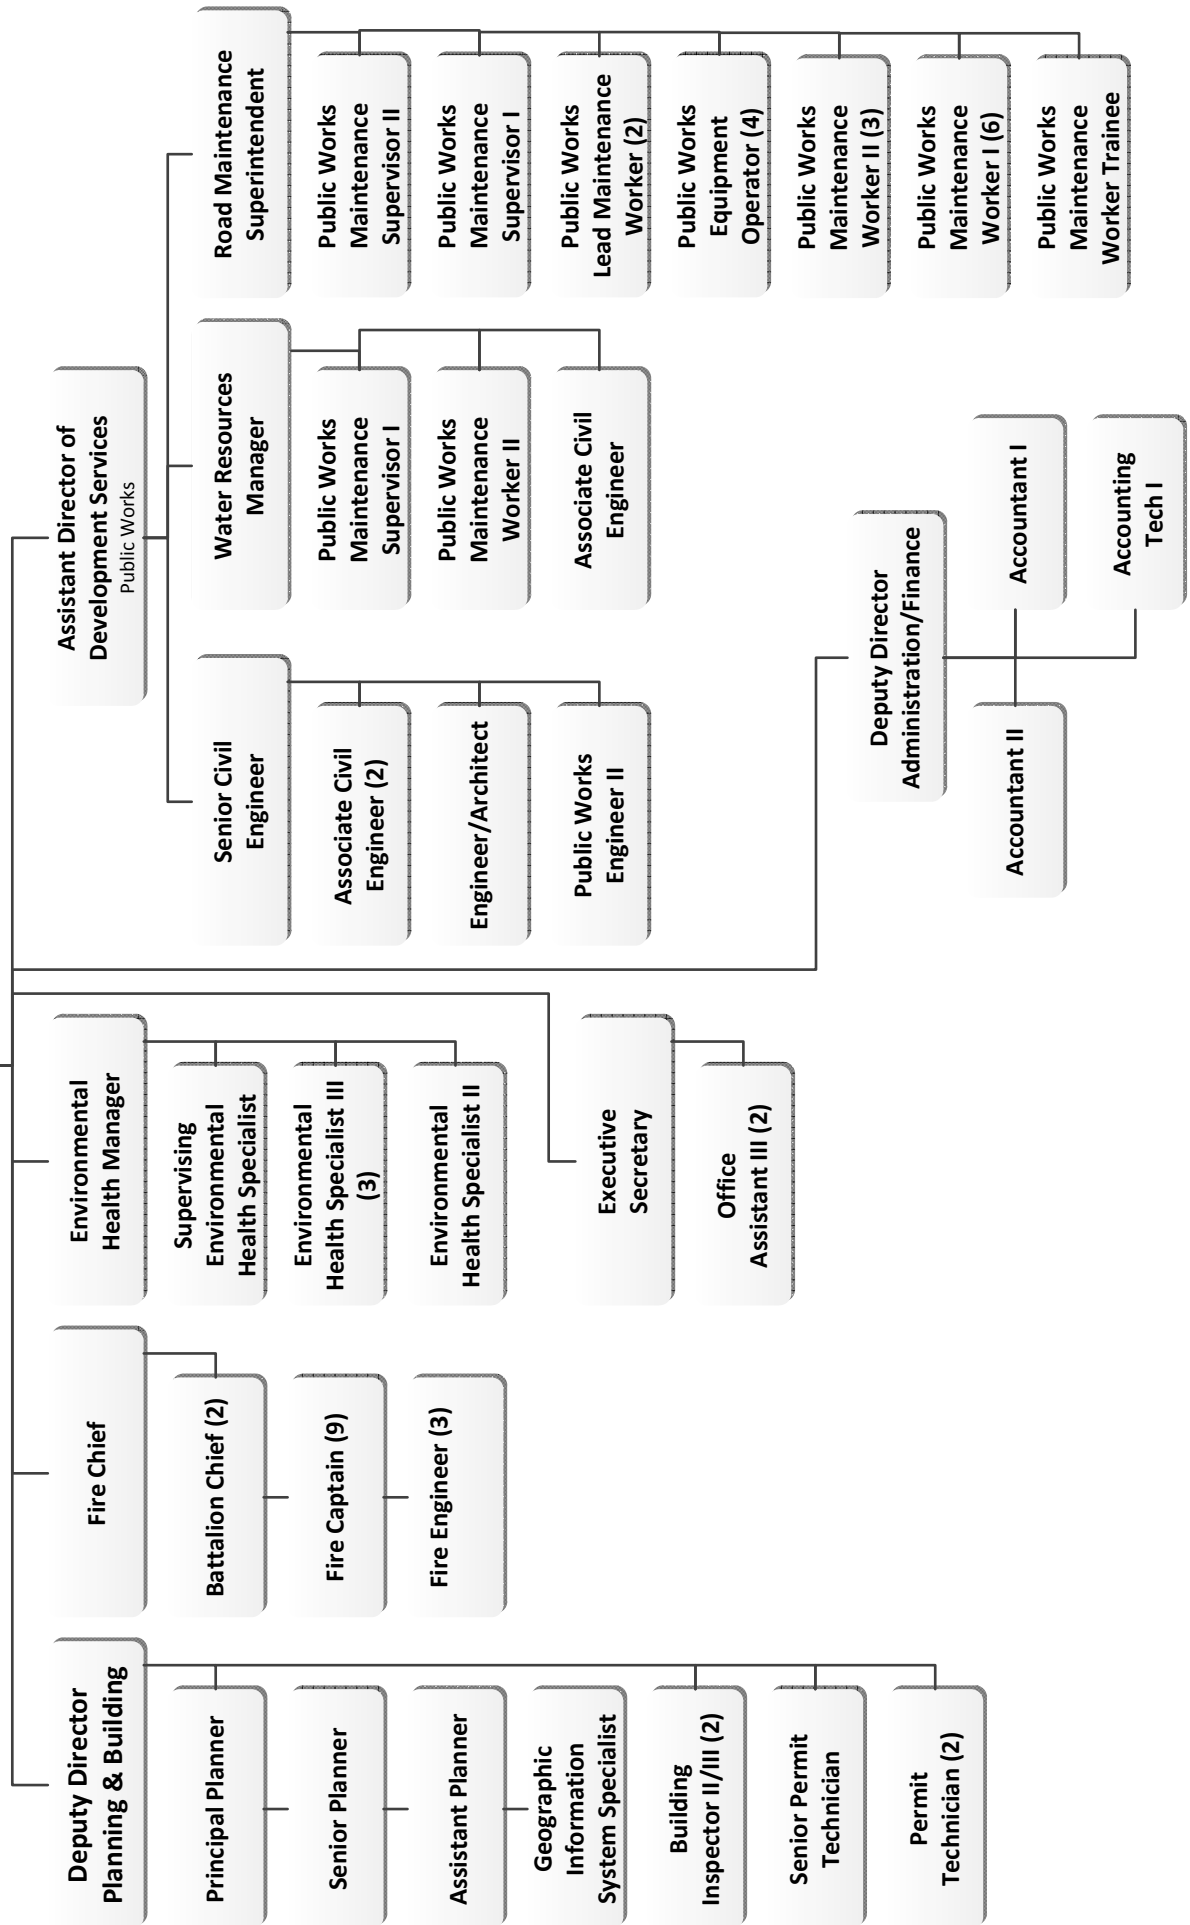 Deputy Director
Planning & Building
Principal Planner
Senior Planner
Assistant Planner
Geographic
Information
System Specialist
Building
Inspector II/III (2)
Senior Permit
Technician
Permit
Technician (2)
Fire Chief
Battalion Chief (2)
Fire Captain (9)
Fire Engineer (3)
Environmental
Health Manager
Supervising
Environmental
Health Specialist
Environmental
Health Specialist III
(3)
Environmental
Health Specialist II
Executive
Secretary
Office
Assistant III (2)
Assistant Director of
Development Services
Public Works
Senior Civil
Engineer
Associate Civil
Engineer (2)
Engineer/Architect
Public Works
Engineer II
Water Resources
Manager
Public Works
Maintenance
Supervisor I
Public Works
Maintenance
Worker II
Associate Civil
Engineer
Road Maintenance
Superintendent
Public Works
Maintenance
Supervisor II
Public Works
Maintenance
Supervisor I
Public Works
Lead Maintenance
Worker (2)
Public Works
Equipment
Operator (4)
Public Works
Maintenance
Worker II (3)
Public Works
Maintenance
Worker I (6)
Public Works
Maintenance
Worker Trainee
Deputy Director
Administration/Finance
Accountant II
Accountant I
Accounting
Tech I